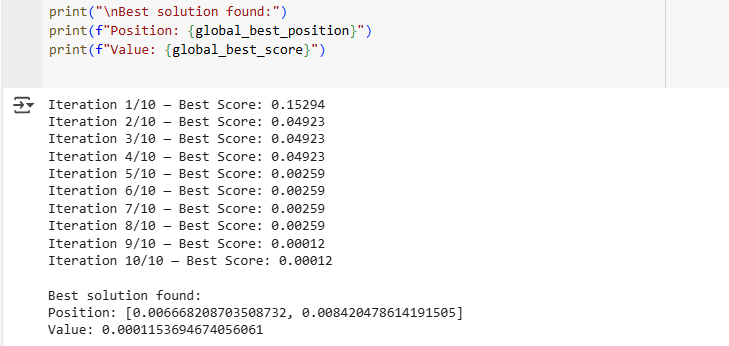 print("\nBest solution found:")
print(f"Position: {global_best_position}")
print(f"Value: {global_best_score}")
Iteration 1/10 — Best Score: 0.15294
Iteration 2/10 — Best Score: 0.04923
Iteration 3/10 — Best Score: 0.04923
Iteration 4/10 — Best Score: 0.04923
Iteration 5/10 — Best Score: 0.00259
Iteration 6/10 — Best Score: 0.00259
Iteration 7/10 — Best Score: 0.00259
Iteration 8/10 — Best Score: 0.00259
Iteration 9/10 — Best Score: 0.00012
Iteration 10/10 — Best Score: 0.00012
Best solution found:
Position: [0.006668208703508732, 0.008420478614191505]
Value: 0.0001153694674056061